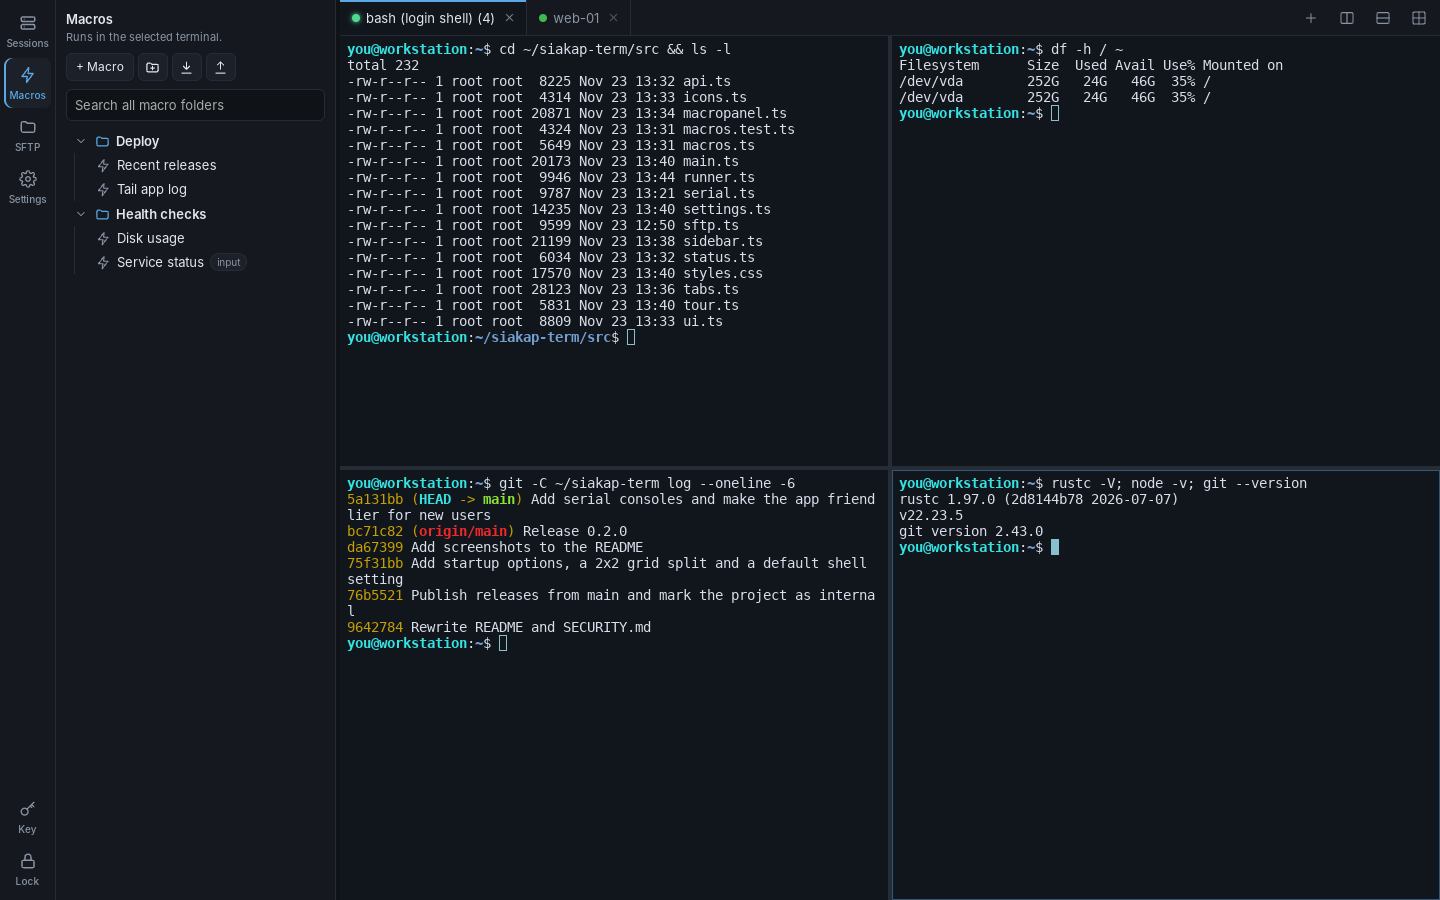 Sessions
Macros
SFTP
Settings
Key
Lock
Macros
Runs in the selected terminal.
+ Macro
Search all macro folders
Deploy
Recent releases
Tail app log
Health checks
Disk usage
Service status input
bash (login shell) (4) ×
web-01 ×
you@workstation:~$ cd ~/siakap-term/src && ls -l
total 232
-rw-r--r-- 1 root root  8225 Nov 23 13:32 api.ts
-rw-r--r-- 1 root root  4314 Nov 23 13:33 icons.ts
-rw-r--r-- 1 root root 20871 Nov 23 13:34 macropanel.ts
-rw-r--r-- 1 root root  4324 Nov 23 13:31 macros.test.ts
-rw-r--r-- 1 root root  5649 Nov 23 13:31 macros.ts
-rw-r--r-- 1 root root 20173 Nov 23 13:40 main.ts
-rw-r--r-- 1 root root  9946 Nov 23 13:44 runner.ts
-rw-r--r-- 1 root root  9787 Nov 23 13:21 serial.ts
-rw-r--r-- 1 root root 14235 Nov 23 13:40 settings.ts
-rw-r--r-- 1 root root  9599 Nov 23 12:50 sftp.ts
-rw-r--r-- 1 root root 21199 Nov 23 13:38 sidebar.ts
-rw-r--r-- 1 root root  6034 Nov 23 13:32 status.ts
-rw-r--r-- 1 root root 17570 Nov 23 13:40 styles.css
-rw-r--r-- 1 root root 28123 Nov 23 13:36 tabs.ts
-rw-r--r-- 1 root root  5831 Nov 23 13:40 tour.ts
-rw-r--r-- 1 root root  8809 Nov 23 13:33 ui.ts
you@workstation:~/siakap-term/src$
you@workstation:~$ df -h / ~
Filesystem      Size  Used Avail Use% Mounted on
/dev/vda        252G   24G   46G  35% /
/dev/vda        252G   24G   46G  35% /
you@workstation:~$
you@workstation:~$ git -C ~/siakap-term log --oneline -6
5a131bb (HEAD -> main) Add serial consoles and make the app friend
lier for new users
bc71c82 (origin/main) Release 0.2.0
da67399 Add screenshots to the README
75f31bb Add startup options, a 2x2 grid split and a default shell
setting
76b5521 Publish releases from main and mark the project as interna
l
9642784 Rewrite README and SECURITY.md
you@workstation:~$
you@workstation:~$ rustc -V; node -v; git --version
rustc 1.97.0 (2d8144b78 2026-07-07)
v22.23.5
git version 2.43.0
you@workstation:~$